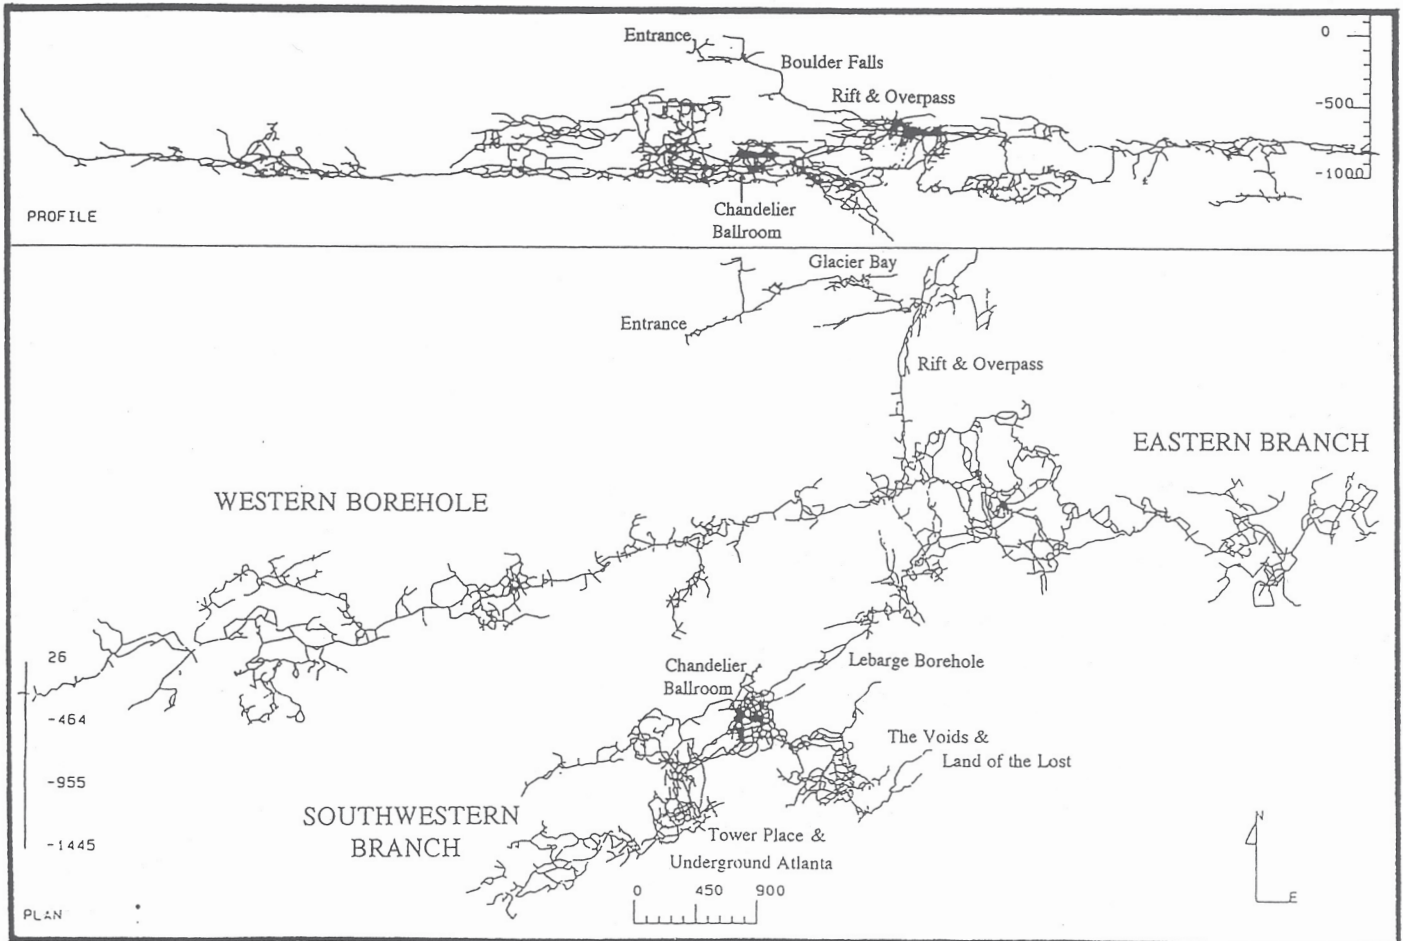 Entrance
0
Boulder Falls
Rift & Overpass
-500
-1000
Chandelier
Ballroom
PROFILE
Glacier Bay
Entrance
Rift & Overpass
EASTERN BRANCH
WESTERN BOREHOLE
26
Chandelier
Ballroom
Lebarge Borehole
-464
The Voids &
Land of the Lost
-955
SOUTHWESTERN
BRANCH
-1445
Tower Place &
Underground Atlanta
N
0 450 900
E
PLAN